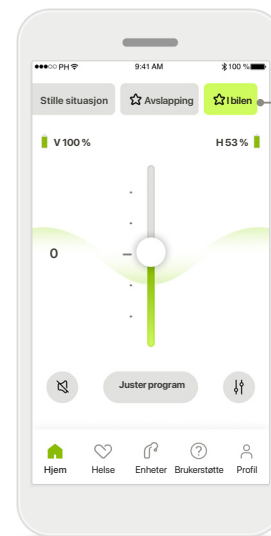 PH 9:41 AM 100 %
Stille situasjon Avslapping I bilen
V 100 % H 53 %
0
Juster program
Hjem Helse Enheter Brukerstøtte Profil